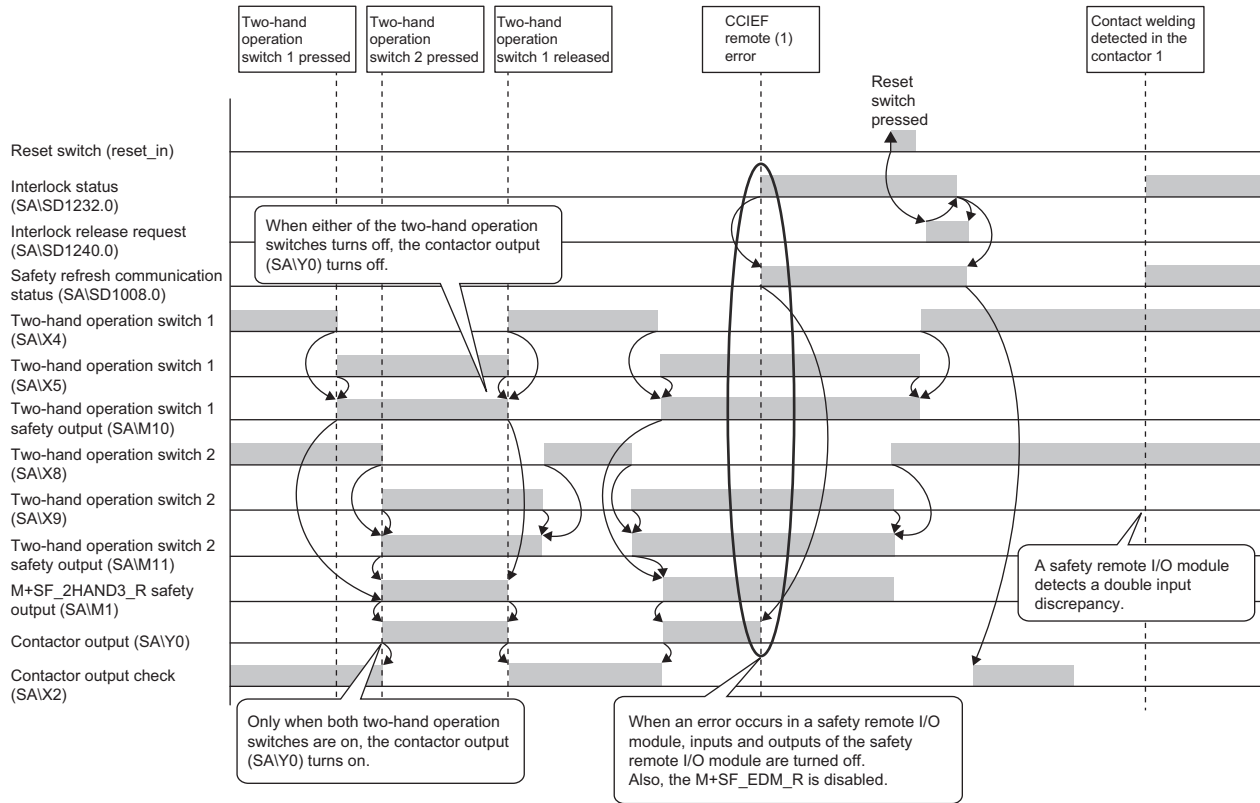 Two-hand
operation
switch 1 pressed
Two-hand
operation
switch 2 pressed
Two-hand
operation
switch 1 released
CCIEF
remote (1)
error
Contact welding
detected in the
contactor 1
Reset
switch
pressed
Reset switch (reset_in)
Interlock status
(SA\SD1232.0)
Interlock release request
(SA\SD1240.0)
Safety refresh communication
status (SA\SD1008.0)
Two-hand operation switch 1
(SA\X4)
Two-hand operation switch 1
(SA\X5)
Two-hand operation switch 1
safety output (SA\M10)
Two-hand operation switch 2
(SA\X8)
Two-hand operation switch 2
(SA\X9)
Two-hand operation switch 2
safety output (SA\M11)
M+SF_2HAND3_R safety
output (SA\M1)
Contactor output (SA\Y0)
Contactor output check
(SA\X2)
When either of the two-hand operation
switches turns off, the contactor output
(SA\Y0) turns off.
A safety remote I/O module
detects a double input
discrepancy.
Only when both two-hand operation
switches are on, the contactor output
(SA\Y0) turns on.
When an error occurs in a safety remote I/O
module, inputs and outputs of the safety
remote I/O module are turned off.
Also, the M+SF_EDM_R is disabled.